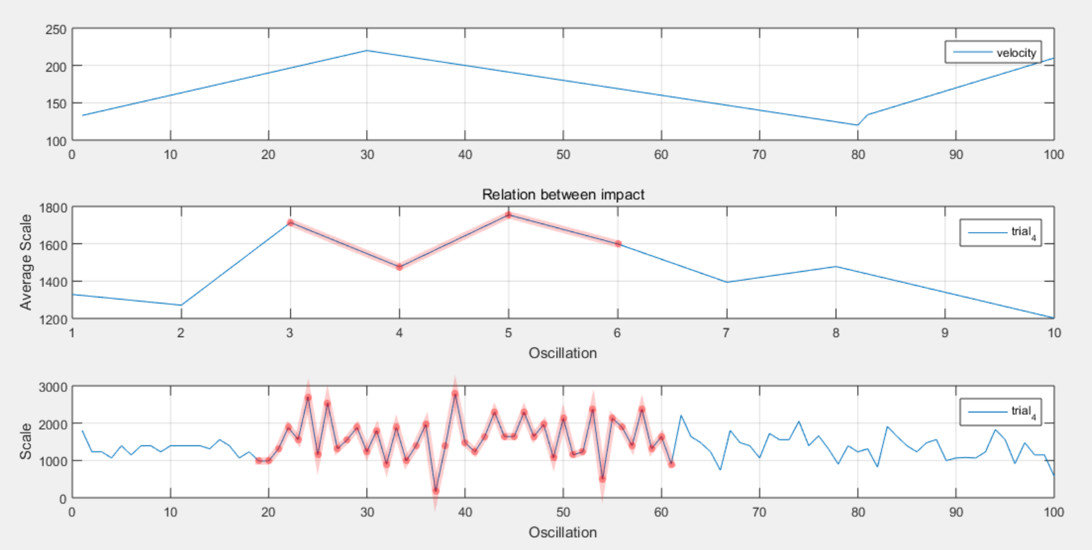 250
200
150
100
velocity
0 10 20 30 40 50 60 70 80 90 100
Relation between impact
Average Scale
1800
1600
1400
1200
trial4
1 2 3 4 5 6 7 8 9 10
Oscillation
Scale
3000
2000
1000
0
trial4
0 10 20 30 40 50 60 70 80 90 100
Oscillation